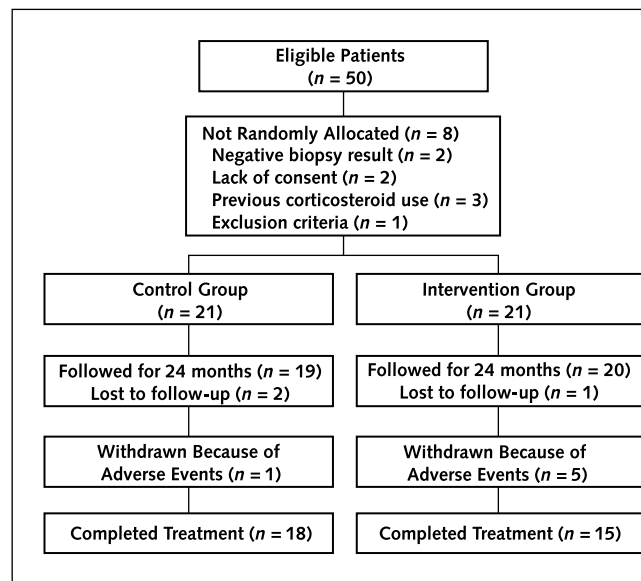 Eligible Patients
(n = 50)
Not Randomly Allocated (n = 8)
Negative biopsy result (n = 2)
Lack of consent (n = 2)
Previous corticosteroid use (n = 3)
Exclusion criteria (n = 1)
Control Group
(n = 21)
Intervention Group
(n = 21)
Followed for 24 months (n = 19)
Lost to follow-up (n = 2)
Followed for 24 months (n = 20)
Lost to follow-up (n = 1)
Withdrawn Because of
Adverse Events (n = 1)
Withdrawn Because of
Adverse Events (n = 5)
Completed Treatment (n = 18)
Completed Treatment (n = 15)